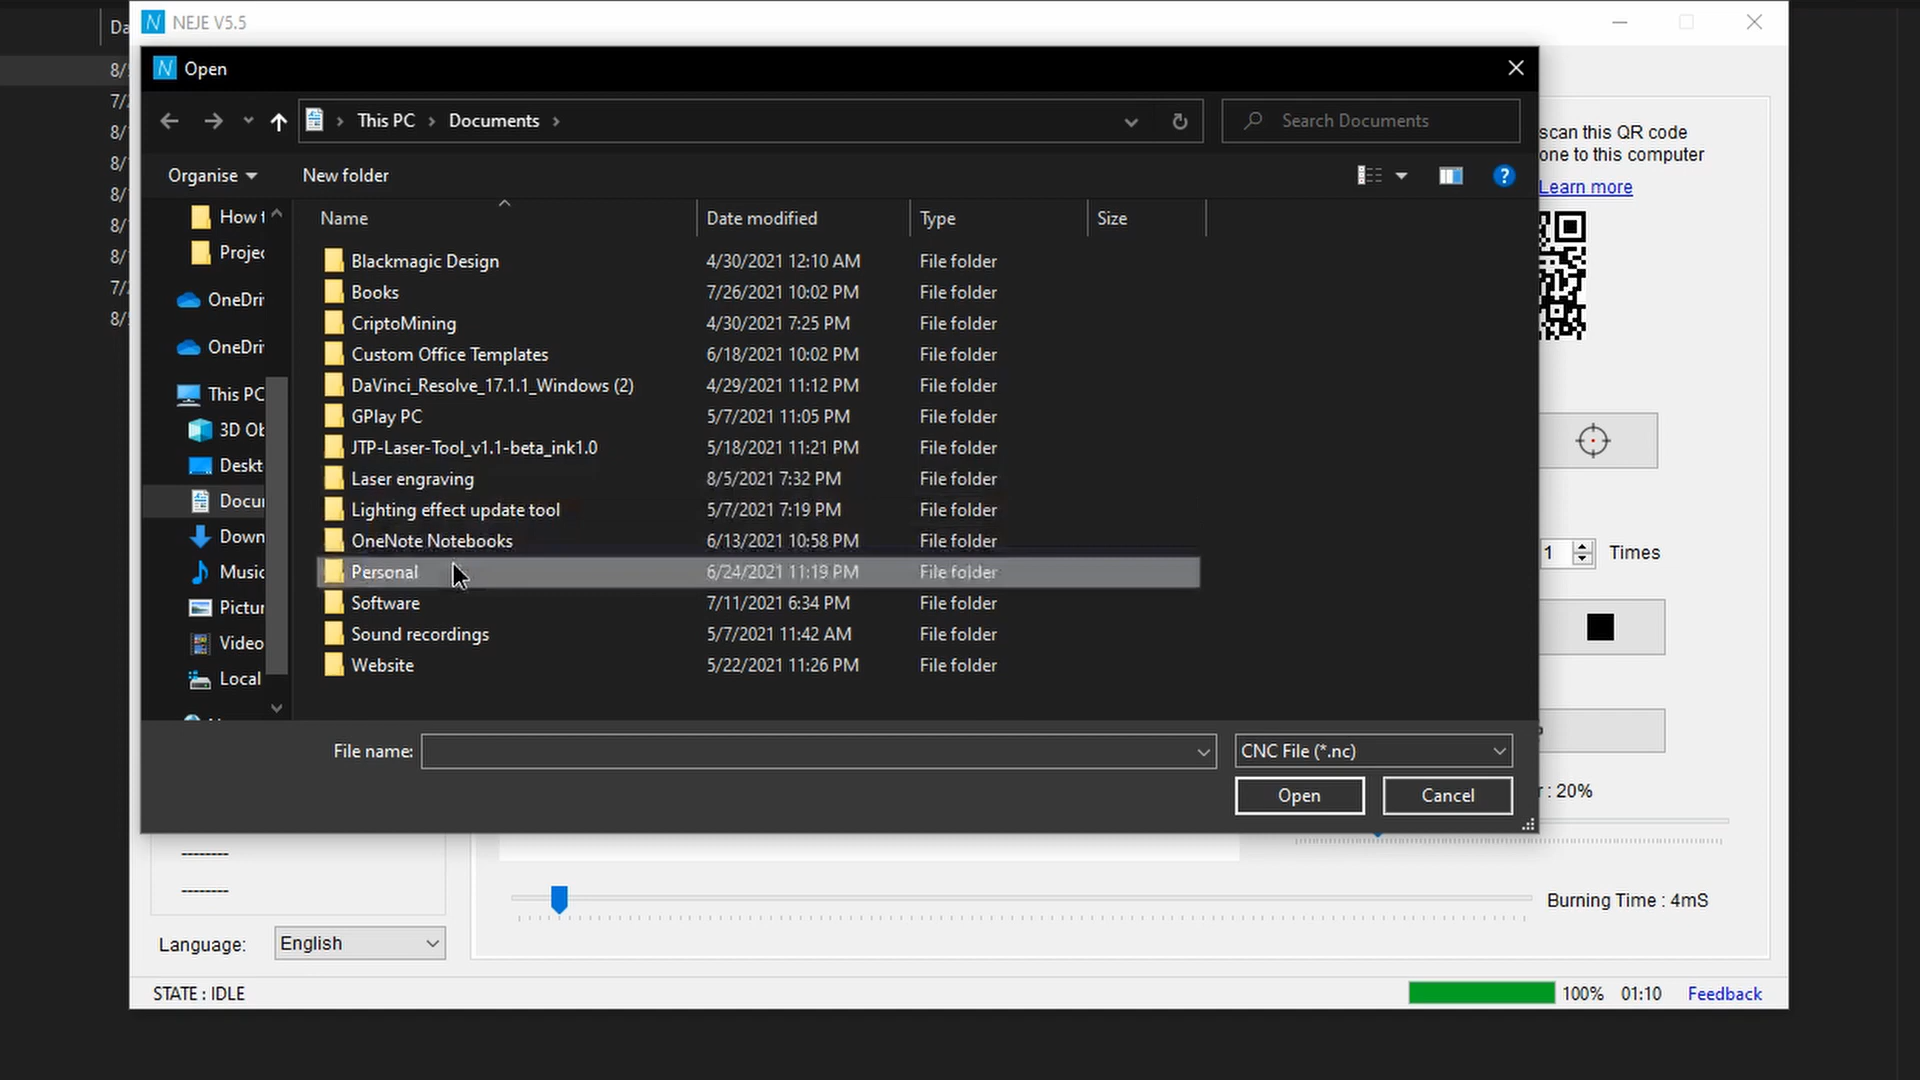 Da
NEJE V5.5
Open
This PC
Documents
Search Documents
Organise
New folder
Name
Date modified
Type
Size
How t
Projec
OneDri
OneDri
This PC
3D Ob
Deskt
Docu
Down
Music
Pictur
Video
Local
Blackmagic Design 4/30/2021 12:10 AM File folder
Books 7/26/2021 10:02 PM File folder
CriptoMining 4/30/2021 7:25 PM File folder
Custom Office Templates 6/18/2021 10:02 PM File folder
DaVinci_Resolve_17.1.1_Windows (2) 4/29/2021 11:12 PM File folder
GPlay PC 5/7/2021 11:05 PM File folder
JTP-Laser-Tool_v1.1-beta_ink1.0 5/18/2021 11:21 PM File folder
Laser engraving 8/5/2021 7:32 PM File folder
Lighting effect update tool 5/7/2021 7:19 PM File folder
OneNote Notebooks 6/13/2021 10:58 PM File folder
Personal 6/24/2021 11:19 PM File folder
Software 7/11/2021 6:34 PM File folder
Sound recordings 5/7/2021 11:42 AM File folder
Website 5/22/2021 11:26 PM File folder
File name:
CNC File (*.nc)
Open
Cancel
scan this QR code
one to this computer
Learn more
1 Times
: 20%
Burning Time : 4mS
--------
--------
Language: English
STATE : IDLE
100% 01:10 Feedback